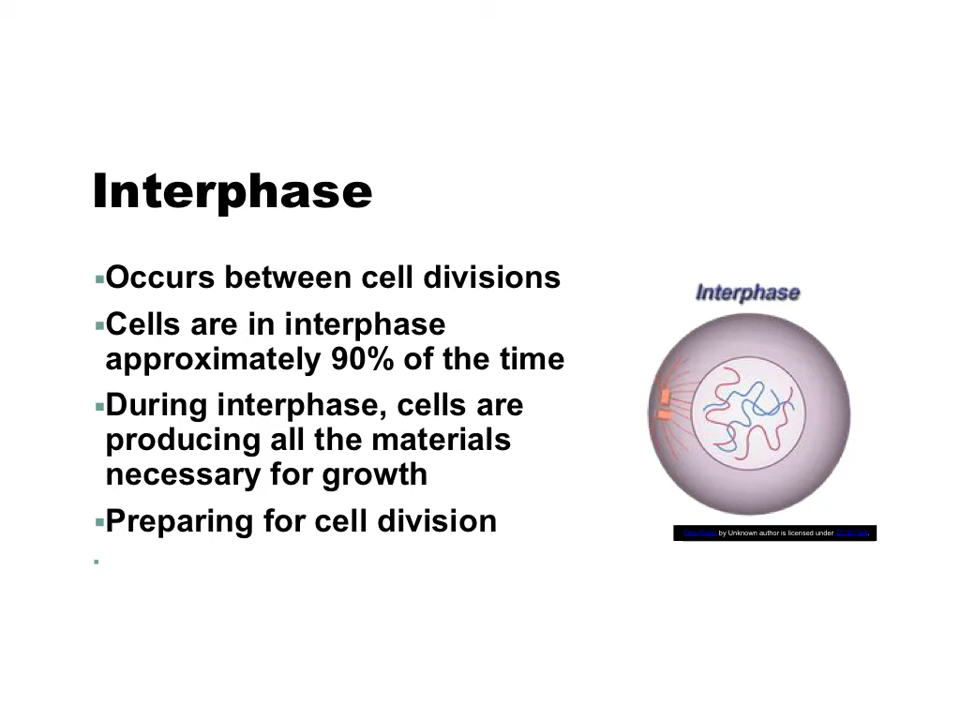 Interphase
▪Occurs between cell divisions
▪Cells are in interphase
approximately 90% of the time
▪During interphase, cells are
producing all the materials
necessary for growth
▪Preparing for cell division
▪
Interphase
by Unknown author is licensed under